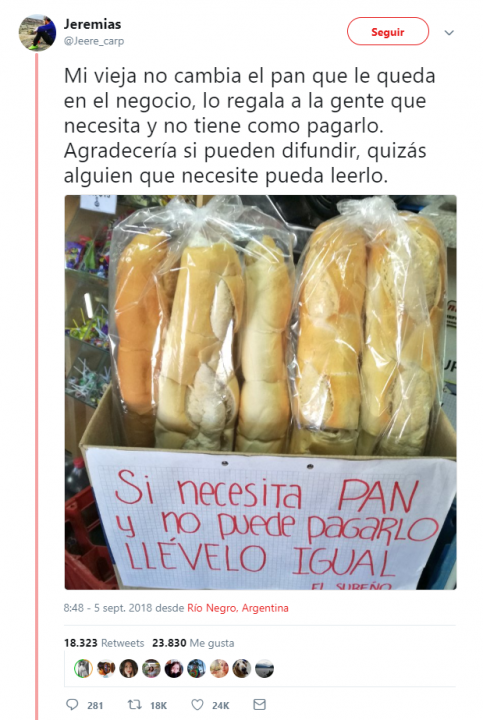 Jeremias
@Jeere_carp
Seguir
Mi vieja no cambia el pan que le queda
en el negocio, lo regala a la gente que
necesita y no tiene como pagarlo.
Agradecería si pueden difundir, quizás
alguien que necesite pueda leerlo.
Si necesita PAN
y no puede pagarlo
LLÉVELO IGUAL
EL SUREÑO
8:48 - 5 sept. 2018 desde Río Negro, Argentina
18.323 Retweets 23.830 Me gusta
281 18K 24K